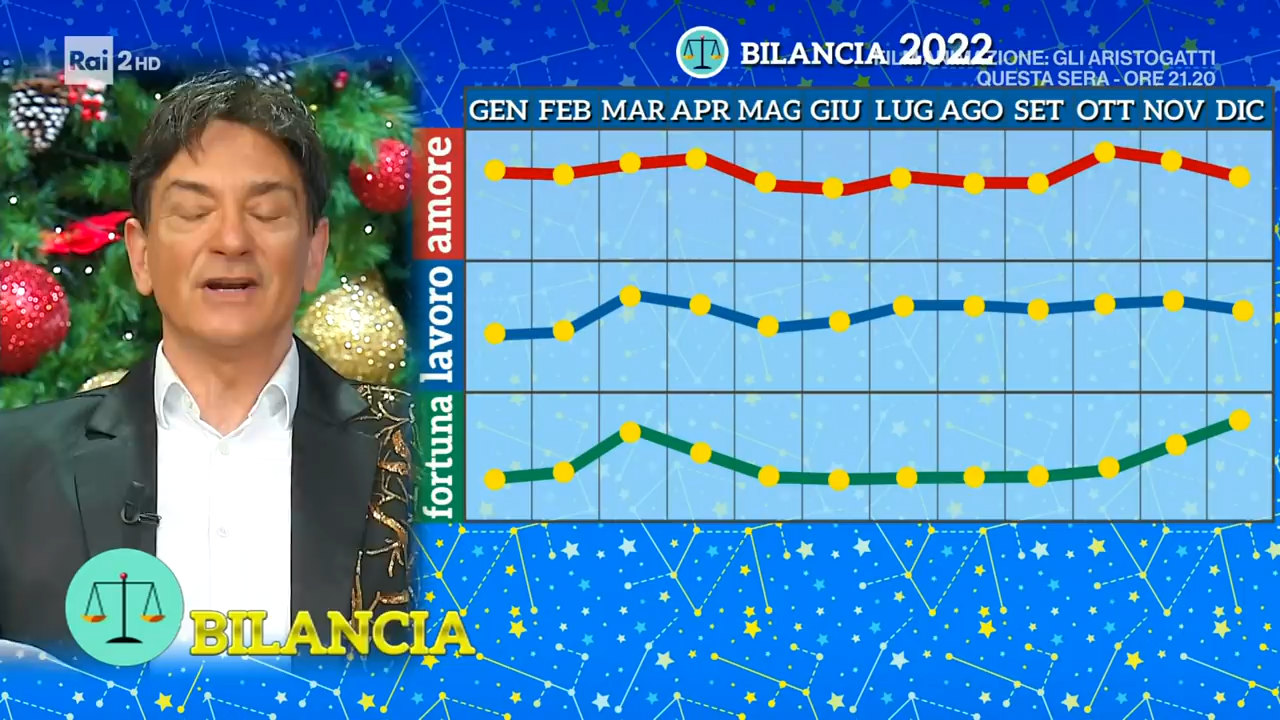 Rai 2HD
BILANCIA 2022
ZIONE: GLI ARISTOGATTI
QUESTA SERA - ORE 21.20
GEN FEB MAR APR MAG GIU LUG AGO SET OTT NOV DIC
amore
lavoro
fortuna
BILANCIA